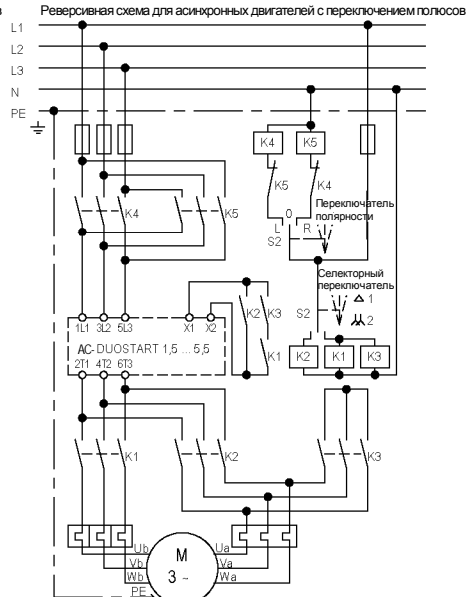 в
Реверсивная схема для асинхронных двигателей с переключением полюсов
L1
L2
L3
N
PE
K4
K5
K5
K4
K4
K5
Переключатель
полярности
0
L R
S2
Селекторный
переключатель
1
S2
2
1L1 3L2 5L3
X1 X2
K2
K3
K1
AC-DUOSTART 1,5 ... 5,5
2T1 4T2 6T3
K2
K1
K3
K1
K2
K3
Ub
Vb
Wb
PE
M
3 ~
Ua
Va
Wa